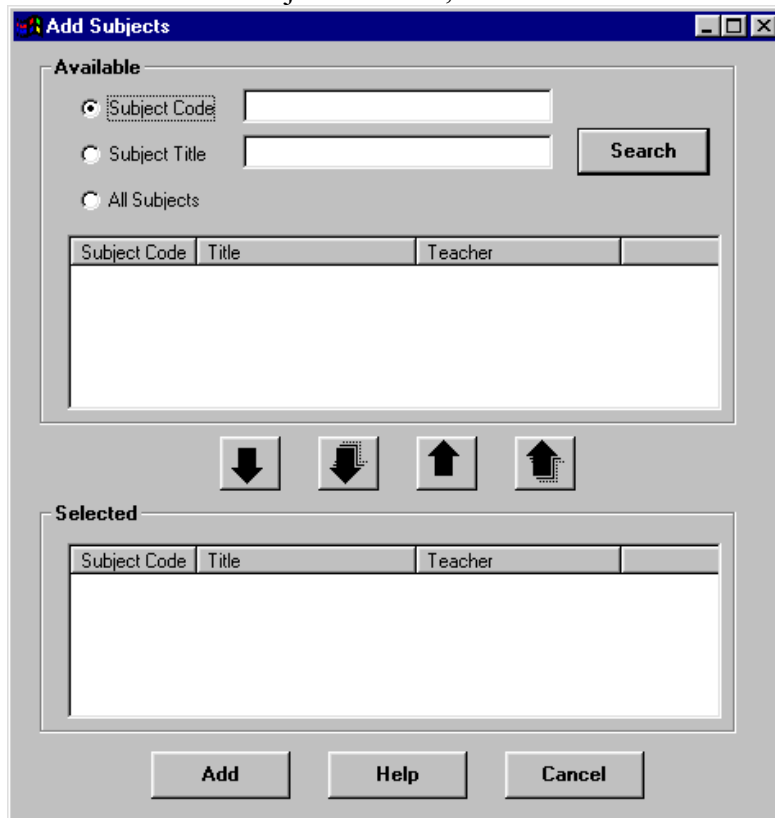 Add Subjects
Available
Subject Code
Subject Title
Search
All Subjects
Subject Code Title Teacher
Selected
Subject Code Title Teacher
Add Help Cancel